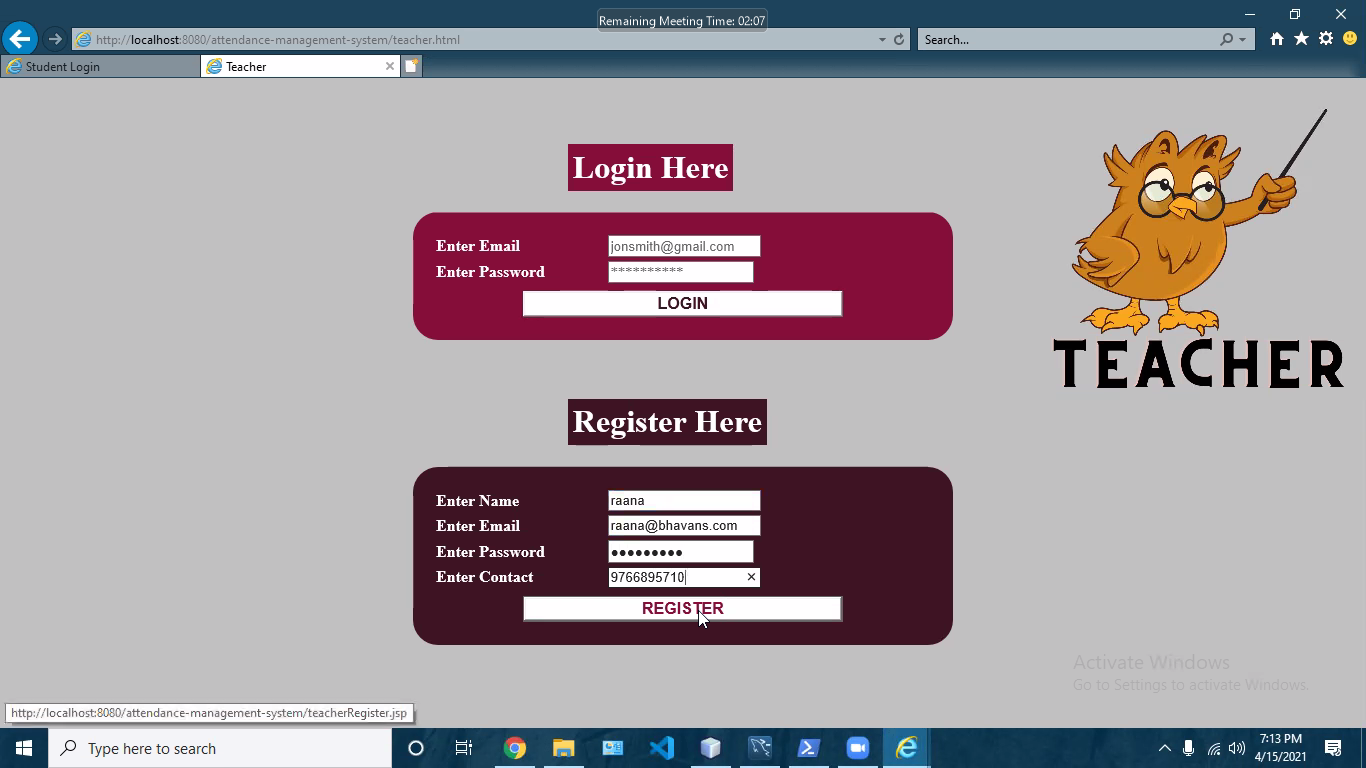 Remaining Meeting Time: 02:07
http://localhost:8080/attendance-management-system/teacher.html
Search...
Student Login
Teacher
Login Here
Enter Email jonsmith@gmail.com
Enter Password **********
LOGIN
TEACHER
Register Here
Enter Name raana
Enter Email raana@bhavans.com
Enter Password •••••••••
Enter Contact 9766895710
REGISTER
Activate Windows
Go to Settings to activate Windows.
http://localhost:8080/attendance-management-system/teacherRegister.jsp
Type here to search
7:13 PM
4/15/2021